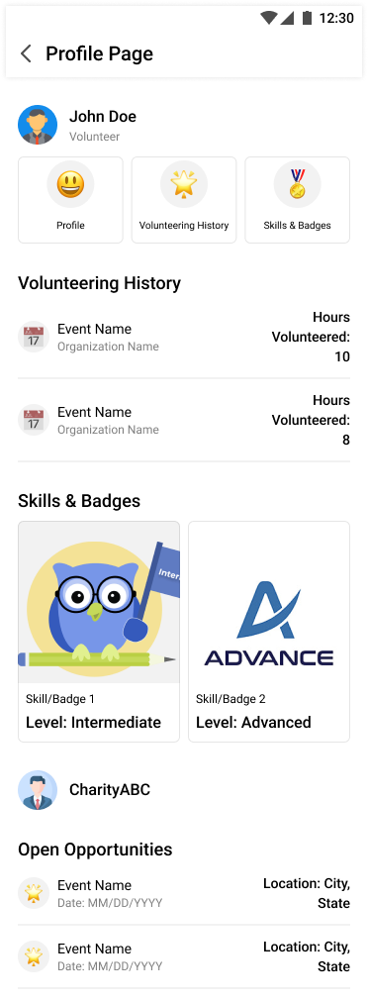 12:30
Profile Page
John Doe
Volunteer
Profile
Volunteering History
Skills & Badges
Volunteering History
Event Name
Organization Name
Hours
Volunteered:
10
17
Event Name
Organization Name
Hours
Volunteered:
8
17
Skills & Badges
Inter
Skill/Badge 1
Level: Intermediate
ADVANCE
Skill/Badge 2
Level: Advanced
CharityABC
Open Opportunities
Event Name
Date: MM/DD/YYYY
Location: City,
State
Event Name
Date: MM/DD/YYYY
Location: City,
State